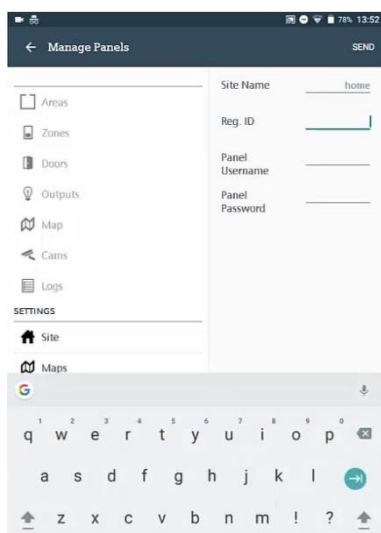 78% 13:52
Manage Panels
SEND
Areas
Zones
Doors
Outputs
Map
Cams
Logs
SETTINGS
Site
Maps
Site Name home
Reg. ID
Panel
Username
Panel
Password
G
1 2 3 4 5 6 7 8 9 0
q w e r t y u i o p
a s d f g h j k l
z x c v b n m ! ?